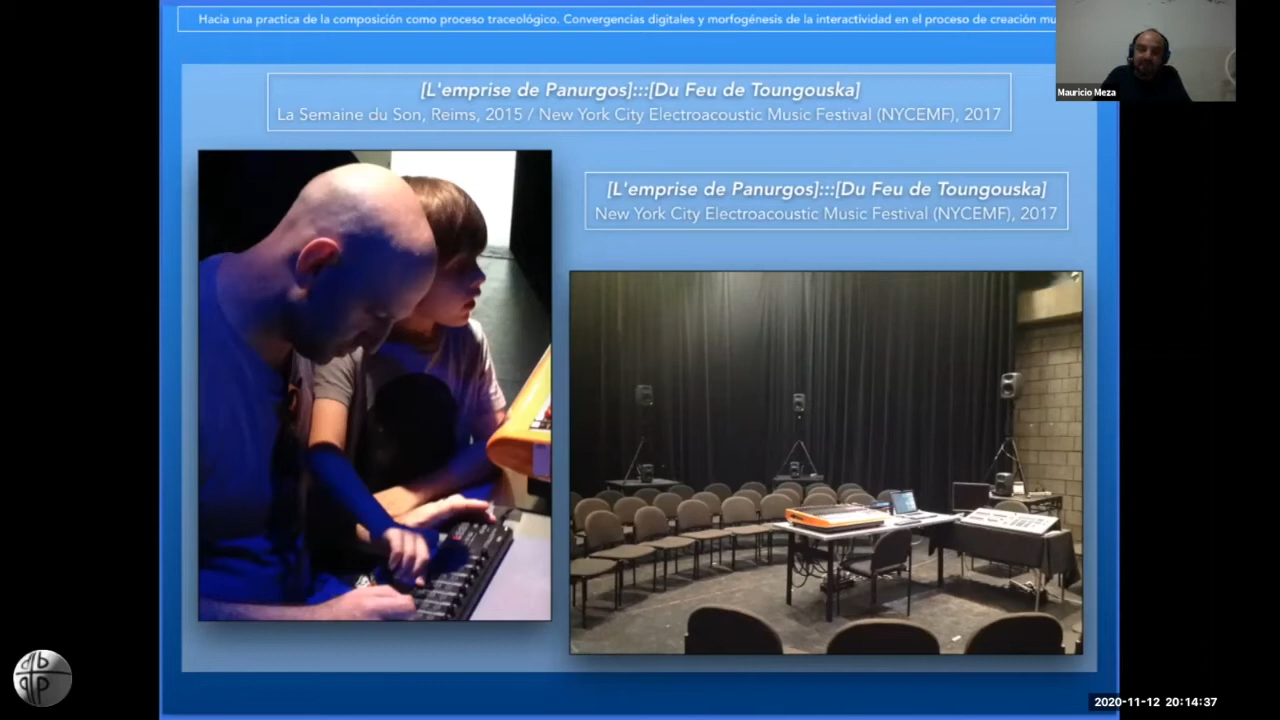 Hacia una practica de la composición como proceso traceológico. Convergencias digitales y morfogénesis de la interactividad en el proceso de creación mu
Mauricio Meza
[L'emprise de Panurgos]:::[Du Feu de Toungouska]
La Semaine du Son, Reims, 2015 / New York City Electroacoustic Music Festival (NYCEMF), 2017
[L'emprise de Panurgos]:::[Du Feu de Toungouska]
New York City Electroacoustic Music Festival (NYCEMF), 2017
2020-11-12 20:14:37